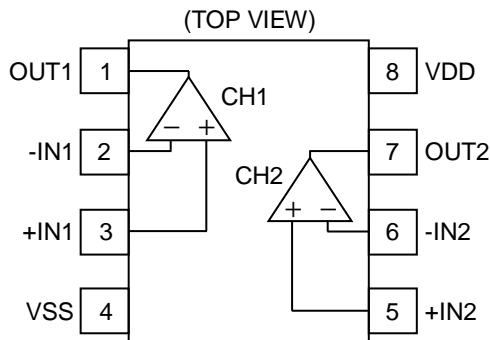 (TOP VIEW)
OUT1 1 8 VDD
CH1
-IN1 2 − + 7 OUT2
CH2
+IN1 3 + − 6 -IN2
VSS 4 5 +IN2